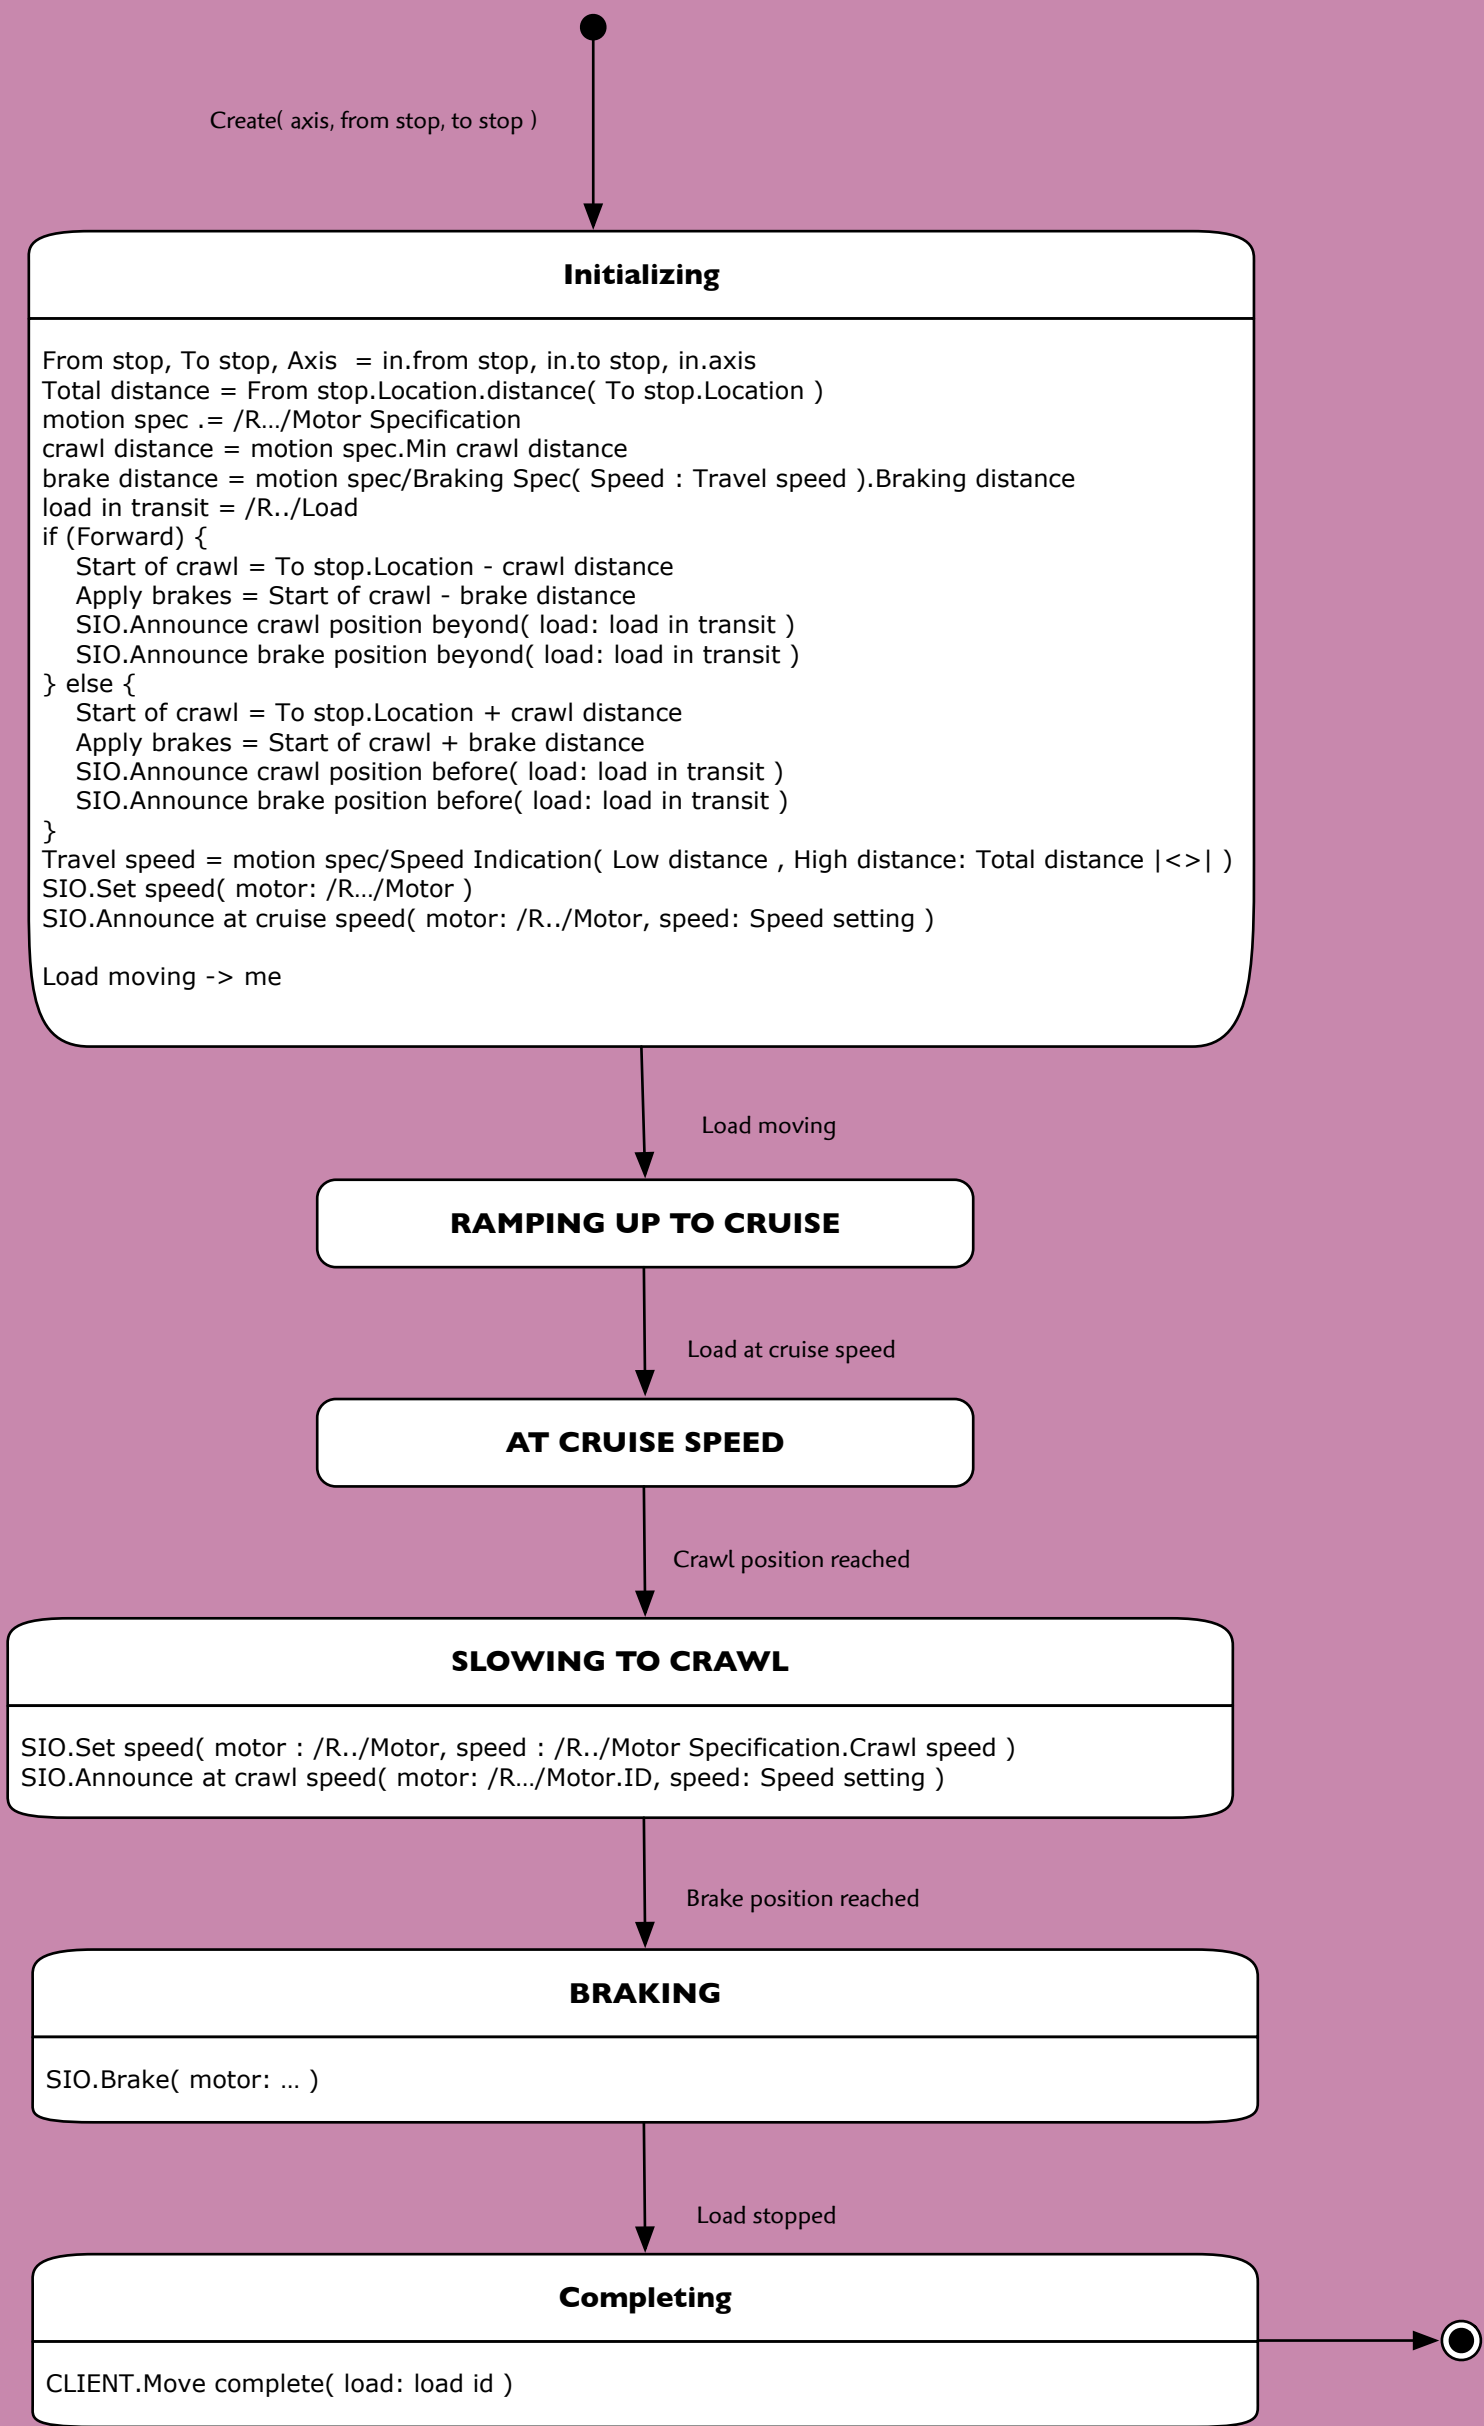 Create( axis, from stop, to stop )
Initializing
From stop, To stop, Axis  = in.from stop, in.to stop, in.axis
Total distance = From stop.Location.distance( To stop.Location )
motion spec .= /R…/Motor Specification
crawl distance = motion spec.Min crawl distance
brake distance = motion spec/Braking Spec( Speed : Travel speed ).Braking distance
load in transit = /R../Load
if (Forward) {
Start of crawl = To stop.Location - crawl distance
Apply brakes = Start of crawl - brake distance
SIO.Announce crawl position beyond( load: load in transit )
SIO.Announce brake position beyond( load: load in transit )
} else {
Start of crawl = To stop.Location + crawl distance
Apply brakes = Start of crawl + brake distance
SIO.Announce crawl position before( load: load in transit )
SIO.Announce brake position before( load: load in transit )
}
Travel speed = motion spec/Speed Indication( Low distance , High distance: Total distance |<>| )
SIO.Set speed( motor: /R…/Motor )
SIO.Announce at cruise speed( motor: /R../Motor, speed: Speed setting )
Load moving -> me
Load moving
RAMPING UP TO CRUISE
Load at cruise speed
AT CRUISE SPEED
Crawl position reached
SLOWING TO CRAWL
SIO.Set speed( motor : /R../Motor, speed : /R../Motor Specification.Crawl speed )
SIO.Announce at crawl speed( motor: /R…/Motor.ID, speed: Speed setting )
Brake position reached
BRAKING
SIO.Brake( motor: … )
Load stopped
Completing
CLIENT.Move complete( load: load id )